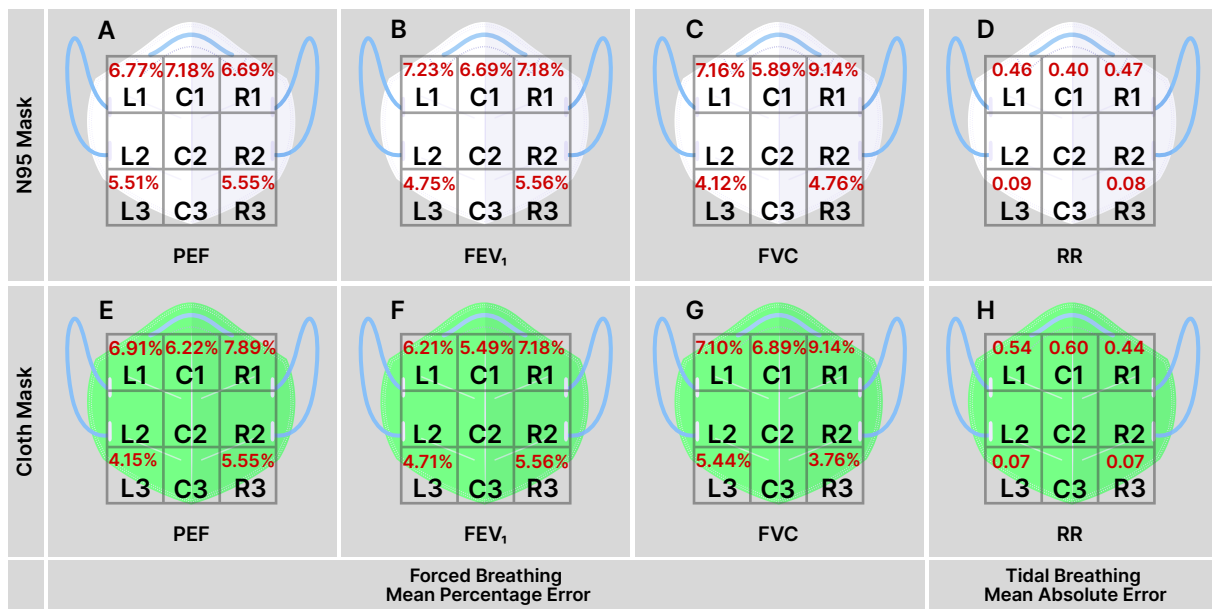 N95 Mask
A
6.77% 7.18% 6.69%
L1 C1 R1
L2 C2 R2
5.51% 5.55%
L3 C3 R3
PEF
B
7.23% 6.69% 7.18%
L1 C1 R1
L2 C2 R2
4.75% 5.56%
L3 C3 R3
FEV₁
C
7.16% 5.89% 9.14%
L1 C1 R1
L2 C2 R2
4.12% 4.76%
L3 C3 R3
FVC
D
0.46 0.40 0.47
L1 C1 R1
L2 C2 R2
0.09 0.08
L3 C3 R3
RR
Cloth Mask
E
6.91% 6.22% 7.89%
L1 C1 R1
L2 C2 R2
4.15% 5.55%
L3 C3 R3
PEF
F
6.21% 5.49% 7.18%
L1 C1 R1
L2 C2 R2
4.71% 5.56%
L3 C3 R3
FEV₁
G
7.10% 6.89% 9.14%
L1 C1 R1
L2 C2 R2
5.44% 3.76%
L3 C3 R3
FVC
H
0.54 0.60 0.44
L1 C1 R1
L2 C2 R2
0.07 0.07
L3 C3 R3
RR
Forced Breathing
Mean Percentage Error
Tidal Breathing
Mean Absolute Error